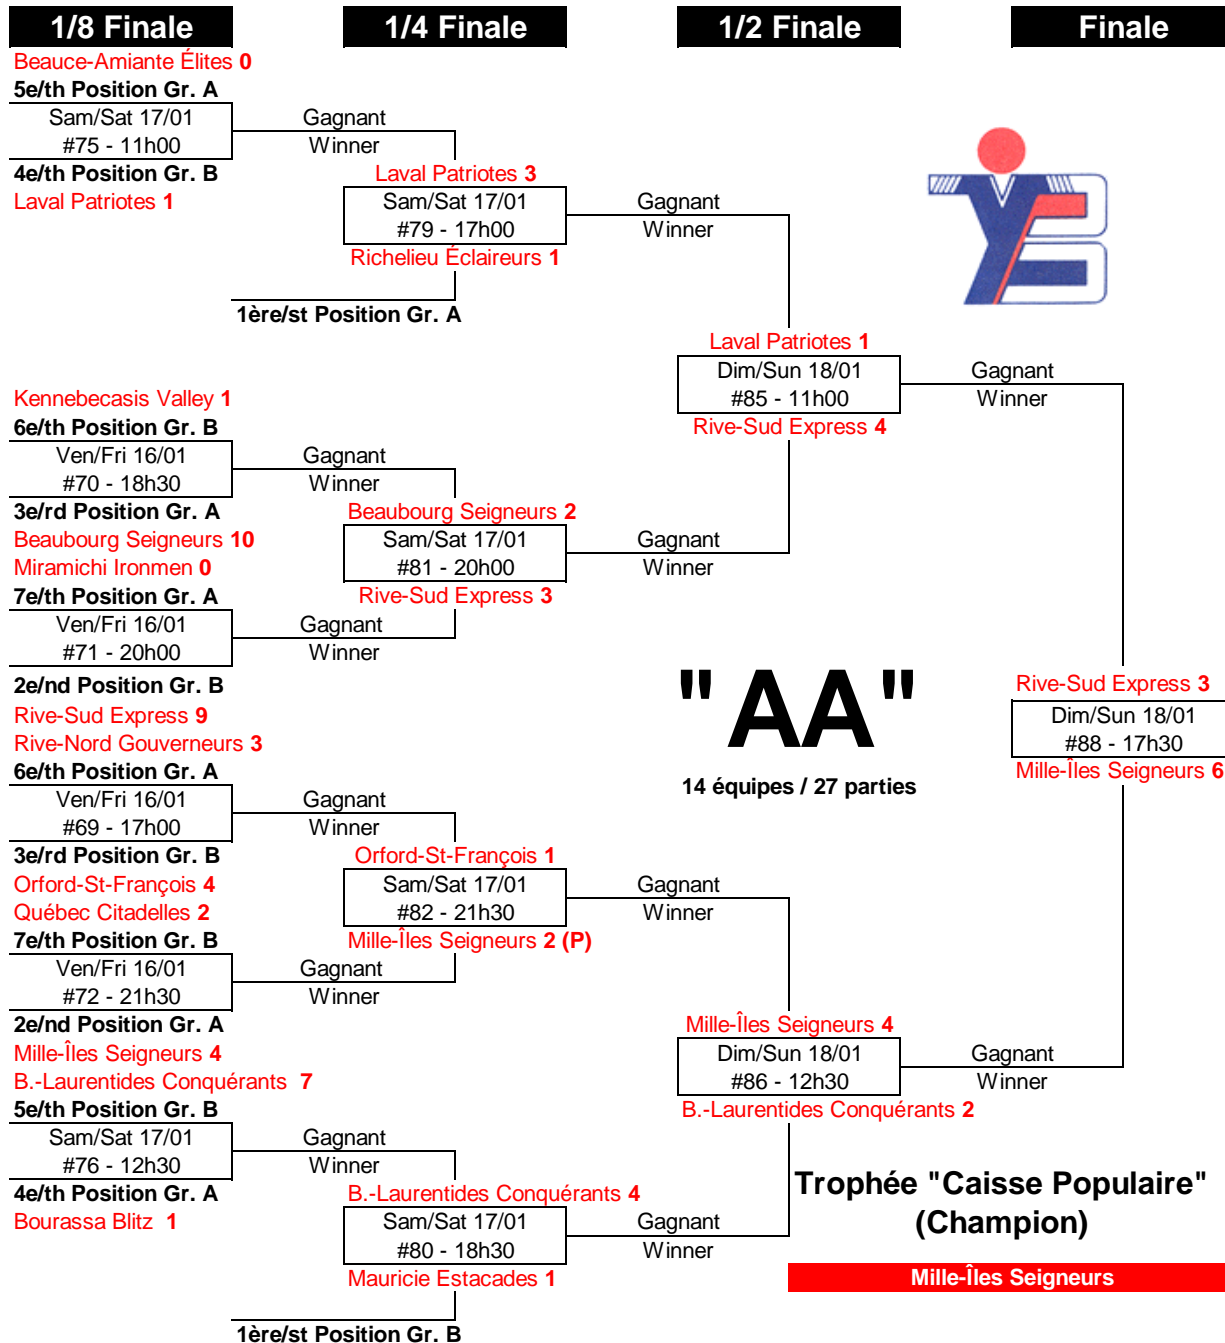 1/8 Finale
1/4 Finale
1/2 Finale
Finale
Beauce-Amiante Élites 0
5e/th Position Gr. A
Sam/Sat 17/01
#75 - 11h00
Gagnant
Winner
4e/th Position Gr. B
Laval Patriotes 1
Laval Patriotes 3
Sam/Sat 17/01
#79 - 17h00
Gagnant
Winner
Richelieu Éclaireurs 1
1ère/st Position Gr. A
Laval Patriotes 1
Dim/Sun 18/01
#85 - 11h00
Gagnant
Winner
Rive-Sud Express 4
Kennebecasis Valley 1
6e/th Position Gr. B
Ven/Fri 16/01
#70 - 18h30
Gagnant
Winner
3e/rd Position Gr. A
Beaubourg Seigneurs 10
Beaubourg Seigneurs 2
Sam/Sat 17/01
#81 - 20h00
Gagnant
Winner
Rive-Sud Express 3
Miramichi Ironmen 0
7e/th Position Gr. A
Ven/Fri 16/01
#71 - 20h00
Gagnant
Winner
2e/nd Position Gr. B
Rive-Sud Express 9
"AA"
14 équipes / 27 parties
Rive-Sud Express 3
Dim/Sun 18/01
#88 - 17h30
Mille-Îles Seigneurs 6
Rive-Nord Gouverneurs 3
6e/th Position Gr. A
Ven/Fri 16/01
#69 - 17h00
Gagnant
Winner
3e/rd Position Gr. B
Orford-St-François 4
Orford-St-François 1
Sam/Sat 17/01
#82 - 21h30
Gagnant
Winner
Mille-Îles Seigneurs 2 (P)
Québec Citadelles 2
7e/th Position Gr. B
Ven/Fri 16/01
#72 - 21h30
Gagnant
Winner
2e/nd Position Gr. A
Mille-Îles Seigneurs 4
Mille-Îles Seigneurs 4
Dim/Sun 18/01
#86 - 12h30
Gagnant
Winner
B.-Laurentides Conquérants 2
B.-Laurentides Conquérants 7
5e/th Position Gr. B
Sam/Sat 17/01
#76 - 12h30
Gagnant
Winner
4e/th Position Gr. A
Bourassa Blitz 1
B.-Laurentides Conquérants 4
Sam/Sat 17/01
#80 - 18h30
Gagnant
Winner
Mauricie Estacades 1
1ère/st Position Gr. B
Trophée "Caisse Populaire"
(Champion)
Mille-Îles Seigneurs